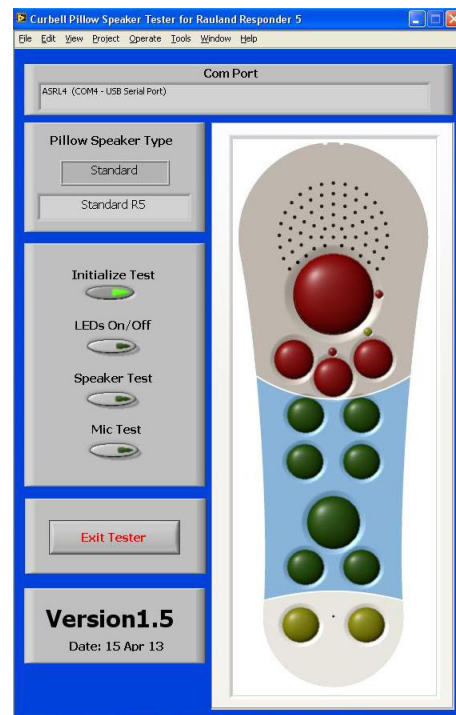 Curbell Pillow Speaker Tester for Rauland Responder 5
File Edit View Project Operate Tools Window Help
Com Port
ASRL4 (COM4 - USB Serial Port)
Pillow Speaker Type
Standard
Standard R5
Initialize Test
LEDs On/Off
Speaker Test
Mic Test
Exit Tester
Version1.5
Date: 15 Apr 13